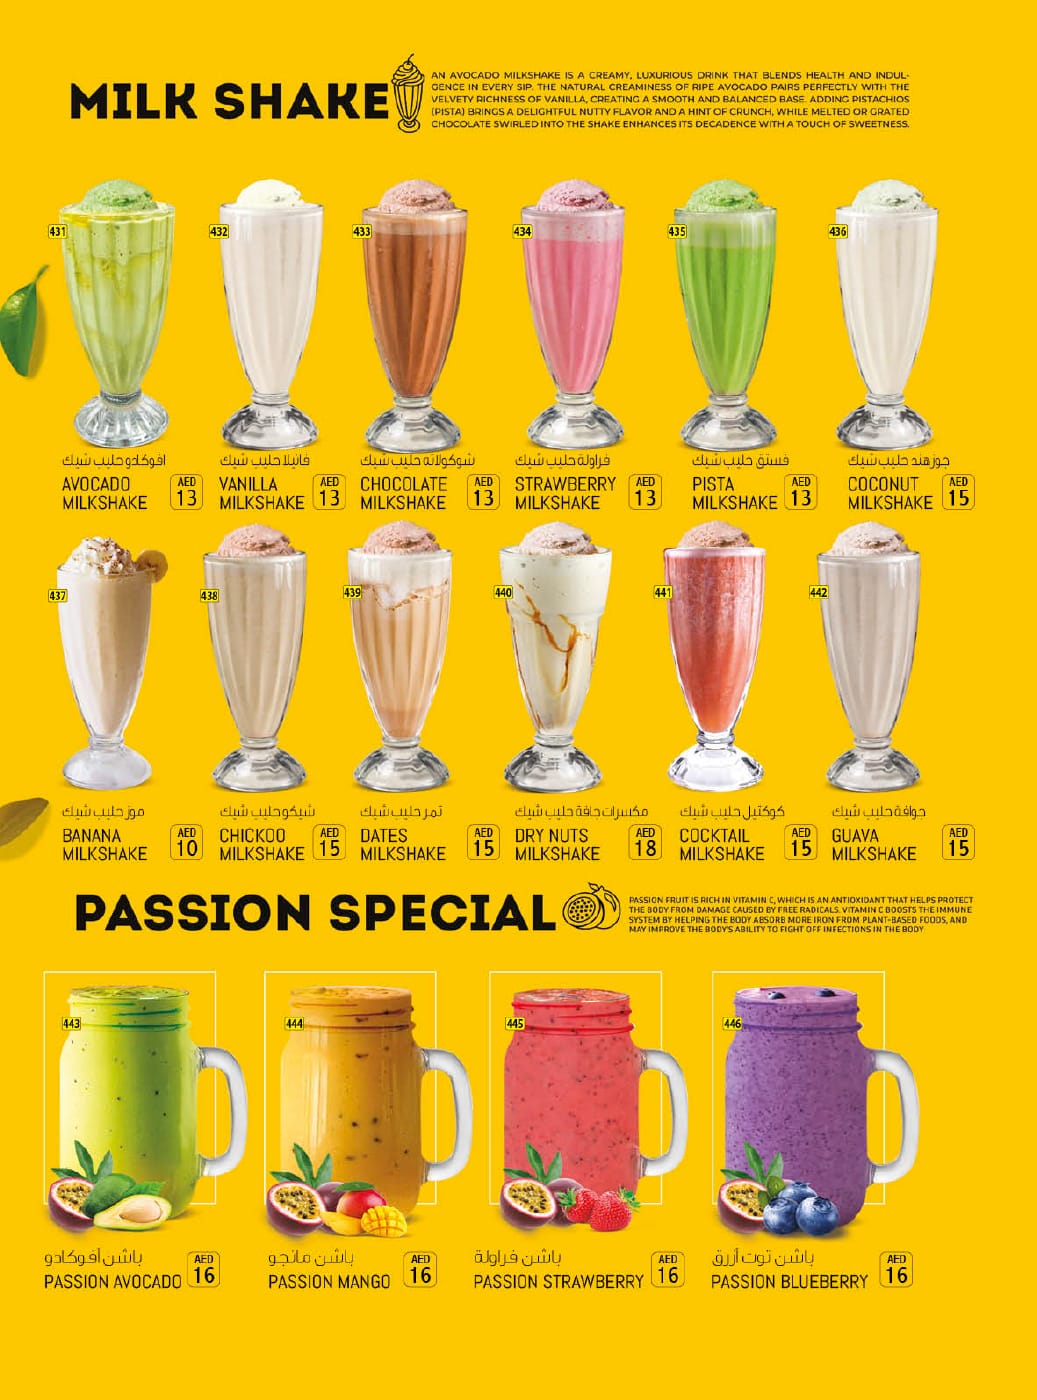 MILK SHAKE
AN AVOCADO MILKSHAKE IS A CREAMY, LUXURIOUS DRINK THAT BLENDS HEALTH AND INDUL-
GENCE IN EVERY SIP. THE NATURAL CREAMINESS OF RIPE AVOCADO PAIRS PERFECTLY WITH THE
VELVETY RICHNESS OF VANILLA, CREATING A SMOOTH AND BALANCED BASE. ADDING PISTACHIOS
(PISTA) BRINGS A DELIGHTFUL NUTTY FLAVOR AND A HINT OF CRUNCH, WHILE MELTED OR GRATED
CHOCOLATE SWIRLED INTO THE SHAKE ENHANCES ITS DECADENCE WITH A TOUCH OF SWEETNESS.
431
افوكادو حليب شيك
AVOCADO
MILKSHAKE
AED
13
432
فانيلا حليب شيك
VANILLA
MILKSHAKE
AED
13
433
شوكولاته حليب شيك
CHOCOLATE
MILKSHAKE
AED
13
434
فراولة حليب شيك
STRAWBERRY
MILKSHAKE
AED
13
435
فستق حليب شيك
PISTA
MILKSHAKE
AED
13
436
جوز هند حليب شيك
COCONUT
MILKSHAKE
AED
15
437
موز حليب شيك
BANANA
MILKSHAKE
AED
10
438
شيكو حليب شيك
CHICKOO
MILKSHAKE
AED
15
439
تمر حليب شيك
DATES
MILKSHAKE
AED
15
440
مكسرات جافة حليب شيك
DRY NUTS
MILKSHAKE
AED
18
441
كوكتيل حليب شيك
COCKTAIL
MILKSHAKE
AED
15
442
جوافة حليب شيك
GUAVA
MILKSHAKE
AED
15
PASSION SPECIAL
PASSION FRUIT IS RICH IN VITAMIN C, WHICH IS AN ANTIOXIDANT THAT HELPS PROTECT
THE BODY FROM DAMAGE CAUSED BY FREE RADICALS. VITAMIN C BOOSTS THE IMMUNE
SYSTEM BY HELPING THE BODY ABSORB MORE IRON FROM PLANT-BASED FOODS, AND
MAY IMPROVE THE BODY'S ABILITY TO FIGHT OFF INFECTIONS IN THE BODY
443
باشن أفوكادو
PASSION AVOCADO
AED
16
444
باشن مانجو
PASSION MANGO
AED
16
445
باشن فراولة
PASSION STRAWBERRY
AED
16
446
باشن توت أزرق
PASSION BLUEBERRY
AED
16